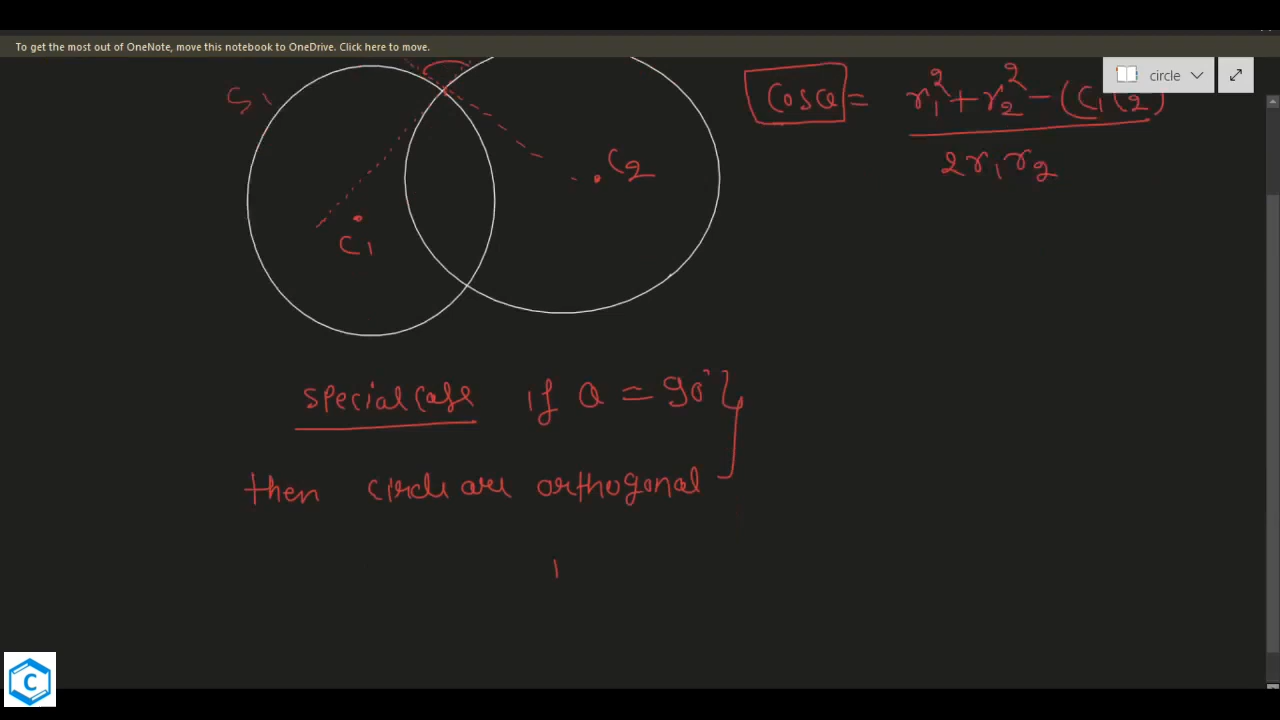 To get the most out of OneNote, move this notebook to OneDrive. Click here to move.
circle
S1
Cosθ = r₁² + r₂² - (C₁C₂)
2r₁r₂
C₂
C₁
special case if θ = 90°
then circle are orthogonal
C